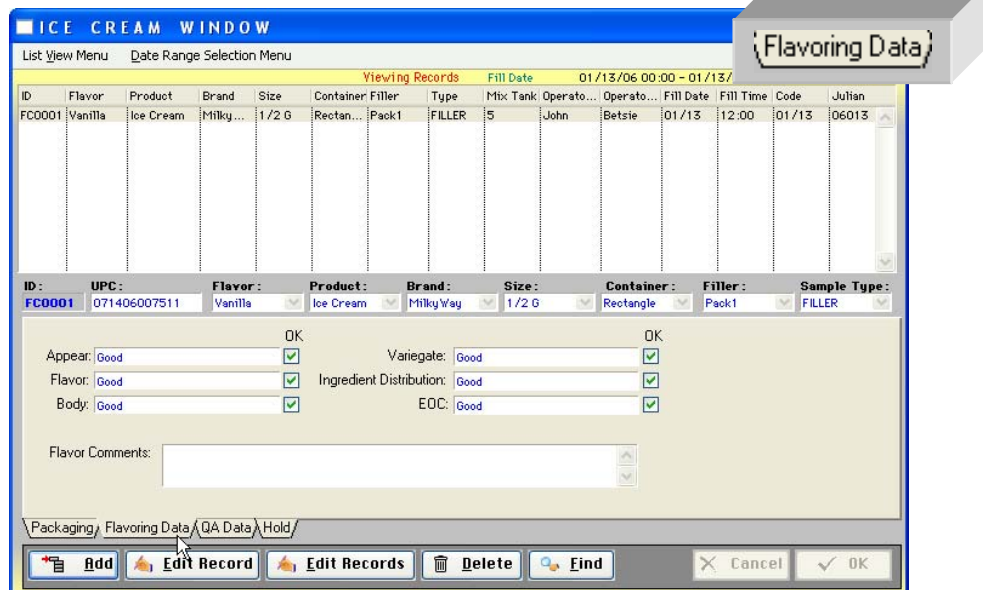 ICE CREAM WINDOW
Flavoring Data
List View Menu Date Range Selection Menu
Viewing Records Fill Date 01/13/06 00:00 - 01/13/
ID Flavor Product Brand Size Container Filler Type Mix Tank Operato... Operato... Fill Date Fill Time Code Julian
FC0001 Vanilla Ice Cream Milky... 1/2 G Rectan... Pack1 FILLER 5 John Betsie 01/13 12:00 01/13 06013
ID: UPC: Flavor: Product: Brand: Size: Container: Filler: Sample Type:
FC0001 071406007511 Vanilla Ice Cream MilkyWay 1/2 G Rectangle Pack1 FILLER
OK OK
Appear: Good Variegate: Good
Flavor: Good Ingredient Distribution: Good
Body: Good EOC: Good
Flavor Comments:
Packaging Flavoring Data QA Data Hold
Add Edit Record Edit Records Delete Find Cancel OK